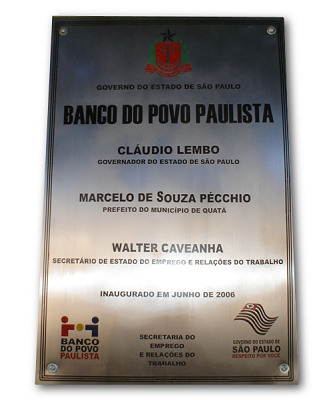 GOVERNO DO ESTADO DE SÃO PAULO
BANCO DO POVO PAULISTA
CLÁUDIO LEMBO
GOVERNADOR DO ESTADO DE SÃO PAULO
MARCELO DE SOUZA PÉCCHIO
PREFEITO DO MUNICÍPIO DE QUATÁ
WALTER CAVEANHA
SECRETÁRIO DE ESTADO DO EMPREGO E RELAÇÕES DO TRABALHO
INAUGURADO EM JUNHO DE 2006
BANCO
DO POVO
PAULISTA
SECRETARIA DO
EMPREGO
E RELAÇÕES DO
TRABALHO
GOVERNO DO ESTADO DE
SÃO PAULO
RESPEITO POR VOCÊ